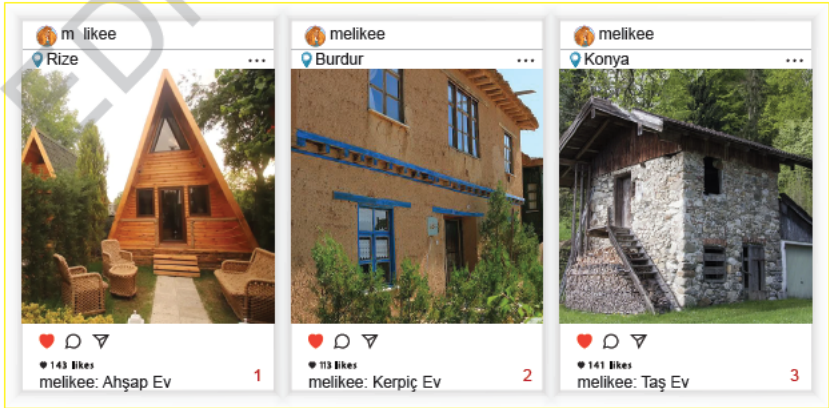 m likee
Rize
143 likes
melikee: Ahşap Ev
1
melikee
Burdur
113 likes
melikee: Kerpiç Ev
2
melikee
Konya
141 likes
melikee: Taş Ev
3